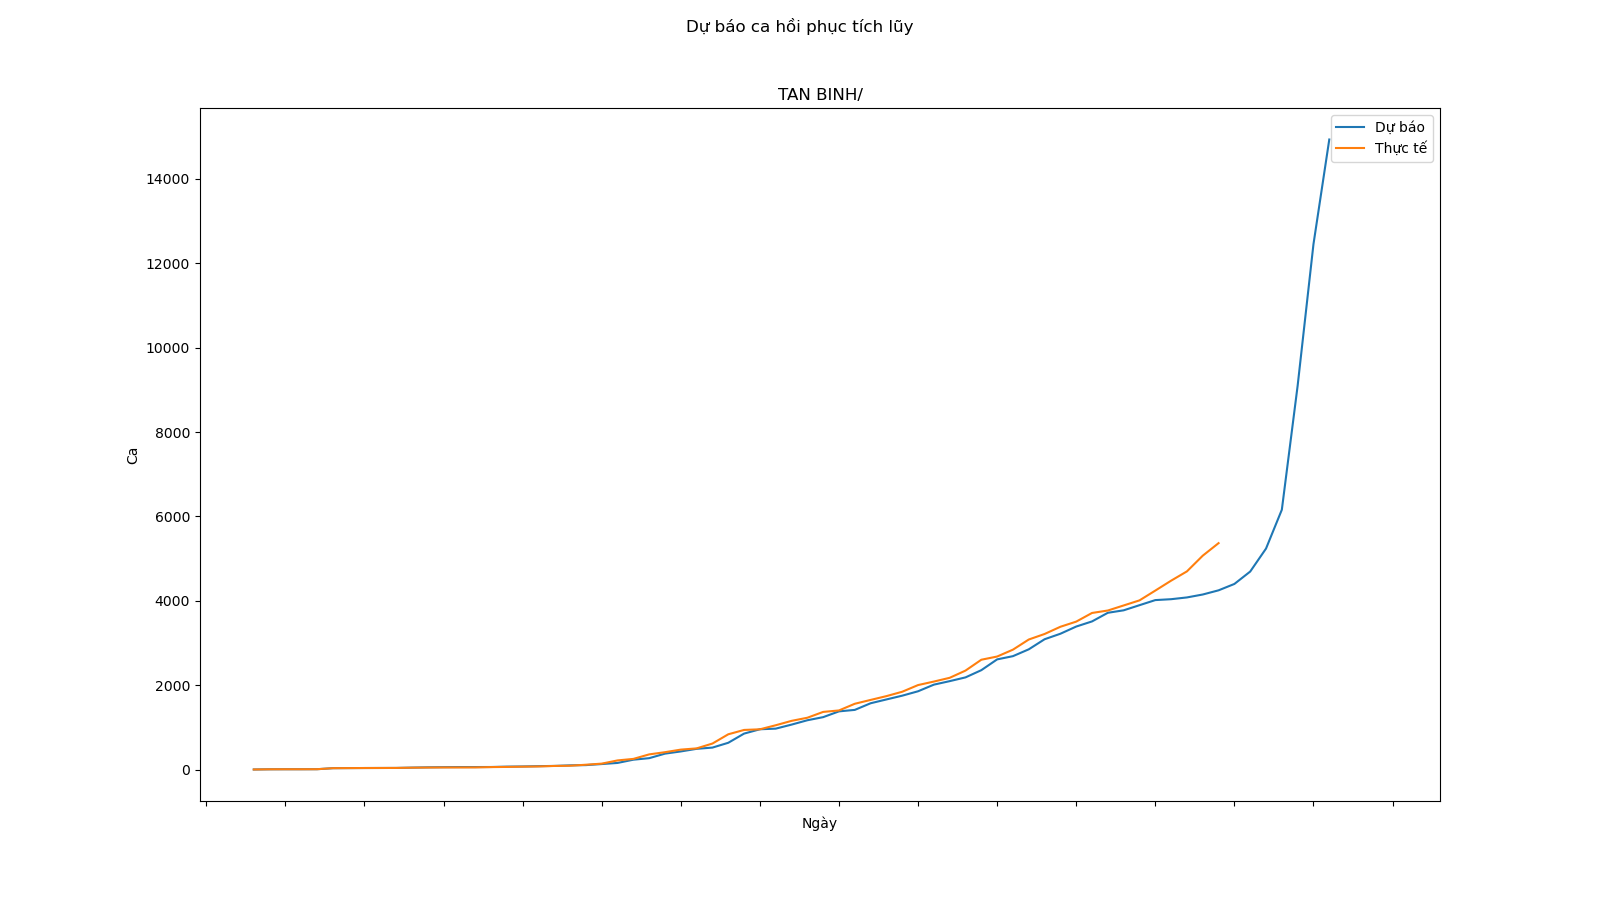 Dự báo ca hồi phục tích lũy
TAN BINH/
Dự báo
Thực tế
14000
12000
10000
8000
6000
4000
2000
0
Ca
Ngày